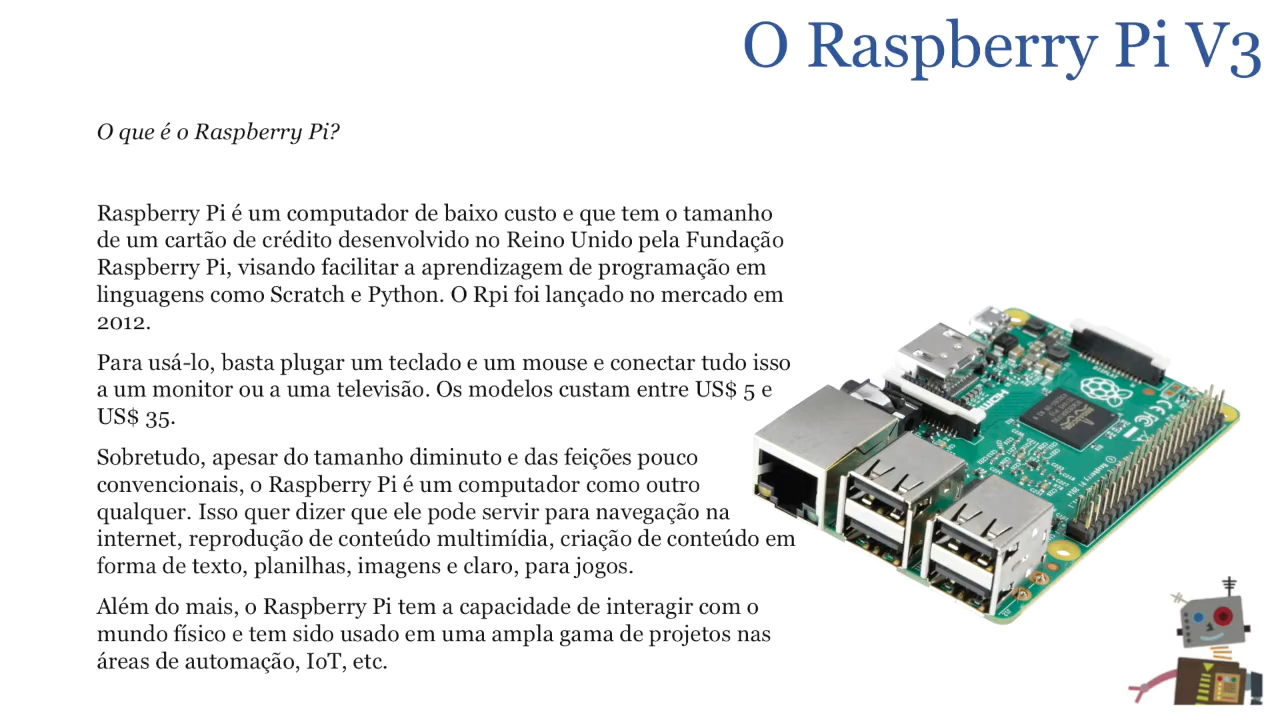 O Raspberry Pi V3
O que é o Raspberry Pi?
Raspberry Pi é um computador de baixo custo e que tem o tamanho
de um cartão de crédito desenvolvido no Reino Unido pela Fundação
Raspberry Pi, visando facilitar a aprendizagem de programação em
linguagens como Scratch e Python. O Rpi foi lançado no mercado em
2012.
Para usá-lo, basta plugar um teclado e um mouse e conectar tudo isso
a um monitor ou a uma televisão. Os modelos custam entre US$ 5 e
US$ 35.
Sobretudo, apesar do tamanho diminuto e das feições pouco
convencionais, o Raspberry Pi é um computador como outro
qualquer. Isso quer dizer que ele pode servir para navegação na
internet, reprodução de conteúdo multimídia, criação de conteúdo em
forma de texto, planilhas, imagens e claro, para jogos.
Além do mais, o Raspberry Pi tem a capacidade de interagir com o
mundo físico e tem sido usado em uma ampla gama de projetos nas
áreas de automação, IoT, etc.
HDMI